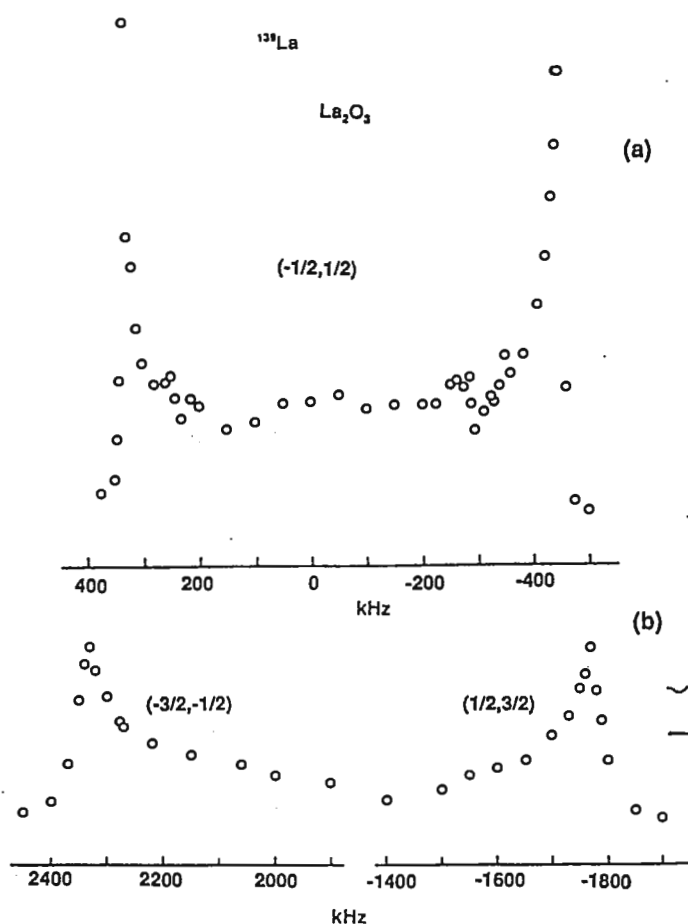 ¹³⁹La
La₂O₃
(a)
(-1/2,1/2)
400 200 0 -200 -400
kHz
(b)
(-3/2,-1/2) (1/2,3/2)
2400 2200 2000 -1400 -1600 -1800
kHz